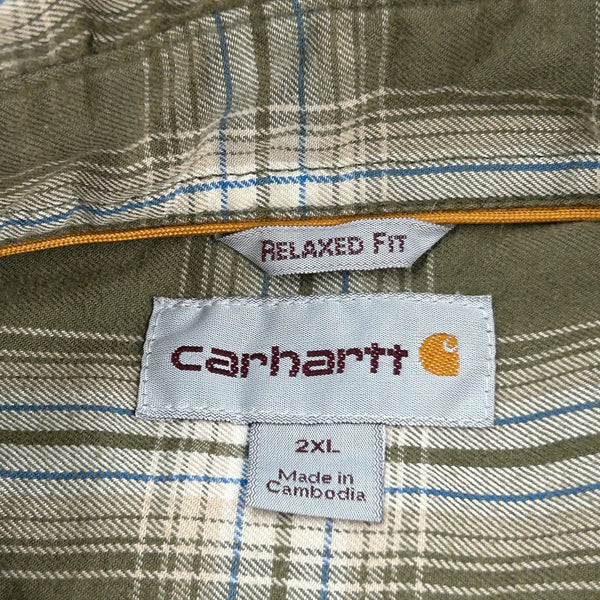 RELAXED FIT
carhartt
2XL
Made in
Cambodia